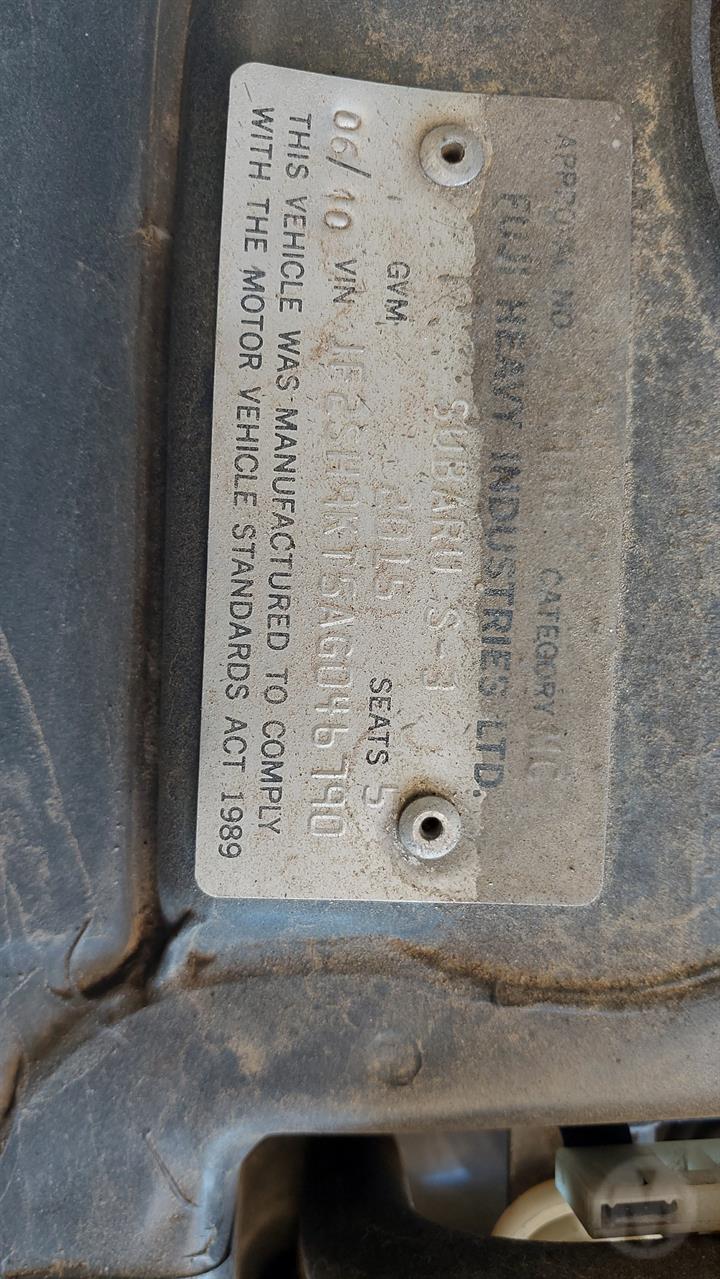 APPROVAL NO. CATEGORY MC
FUJI HEAVY INDUSTRIES LTD.
SUBARU S-3
GVM 2015 SEATS 5
06/10 VIN
THIS VEHICLE WAS MANUFACTURED TO COMPLY
WITH THE MOTOR VEHICLE STANDARDS ACT 1989